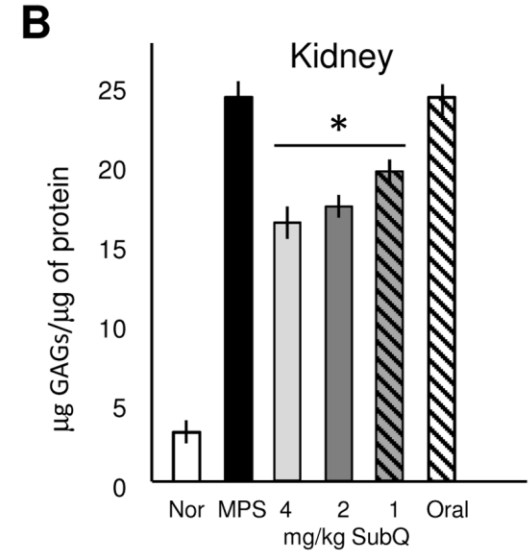 B
Kidney
*
µg GAGs/µg of protein
25
20
15
10
5
0
Nor MPS 4 2 1 Oral
mg/kg SubQ